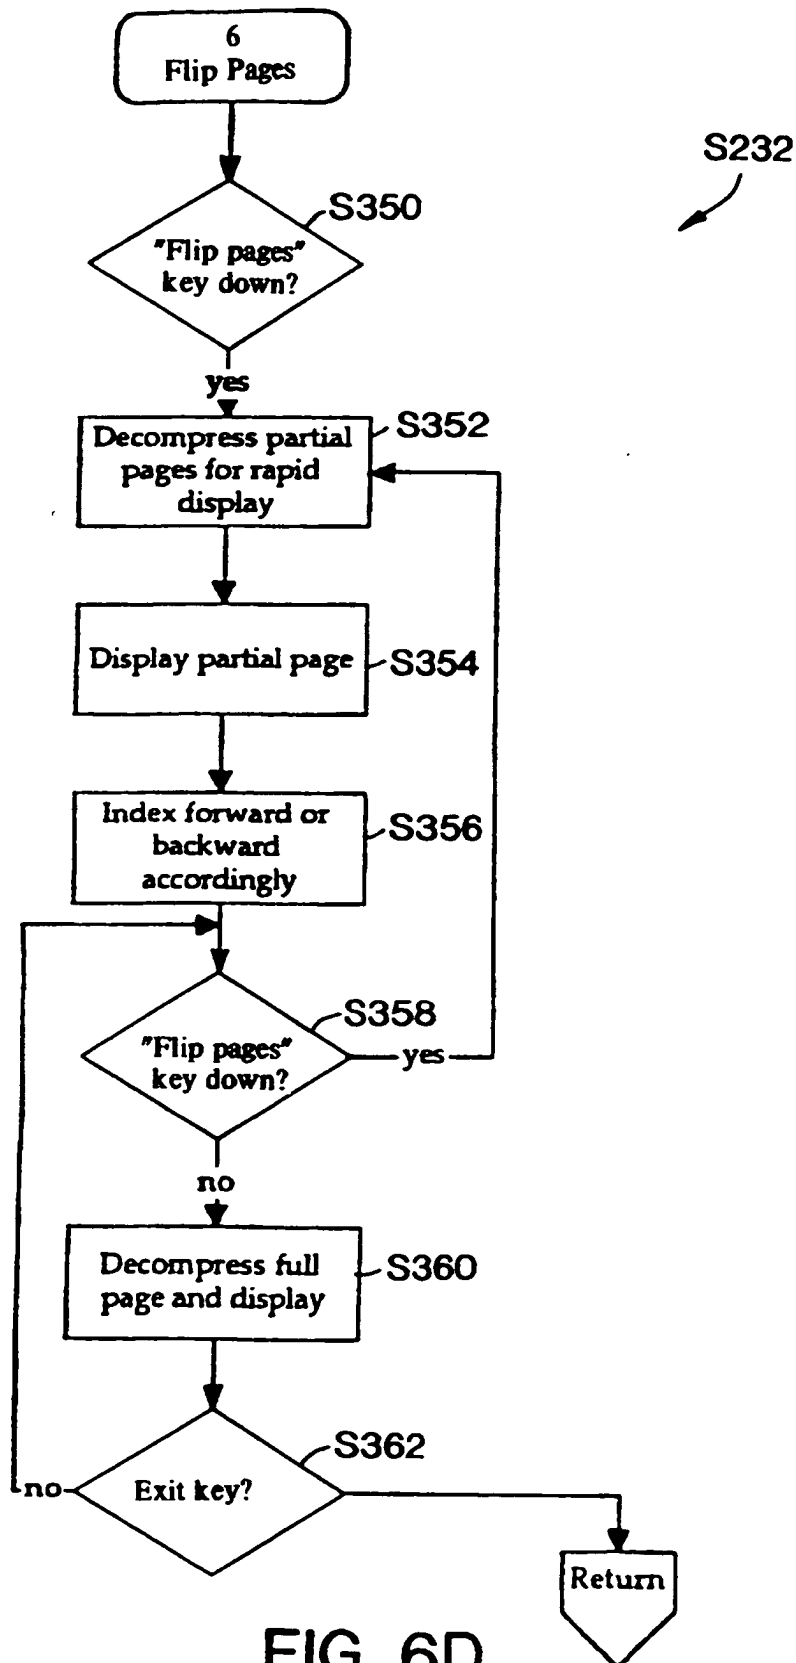 6
Flip Pages
S232
S350
"Flip pages"
key down?
yes
S352
Decompress partial
pages for rapid
display
Display partial page
S354
Index forward or
backward
accordingly
S356
S358
"Flip pages"
key down?
yes
no
Decompress full
page and display
S360
S362
Exit key?
no
Return
FIG. 6D